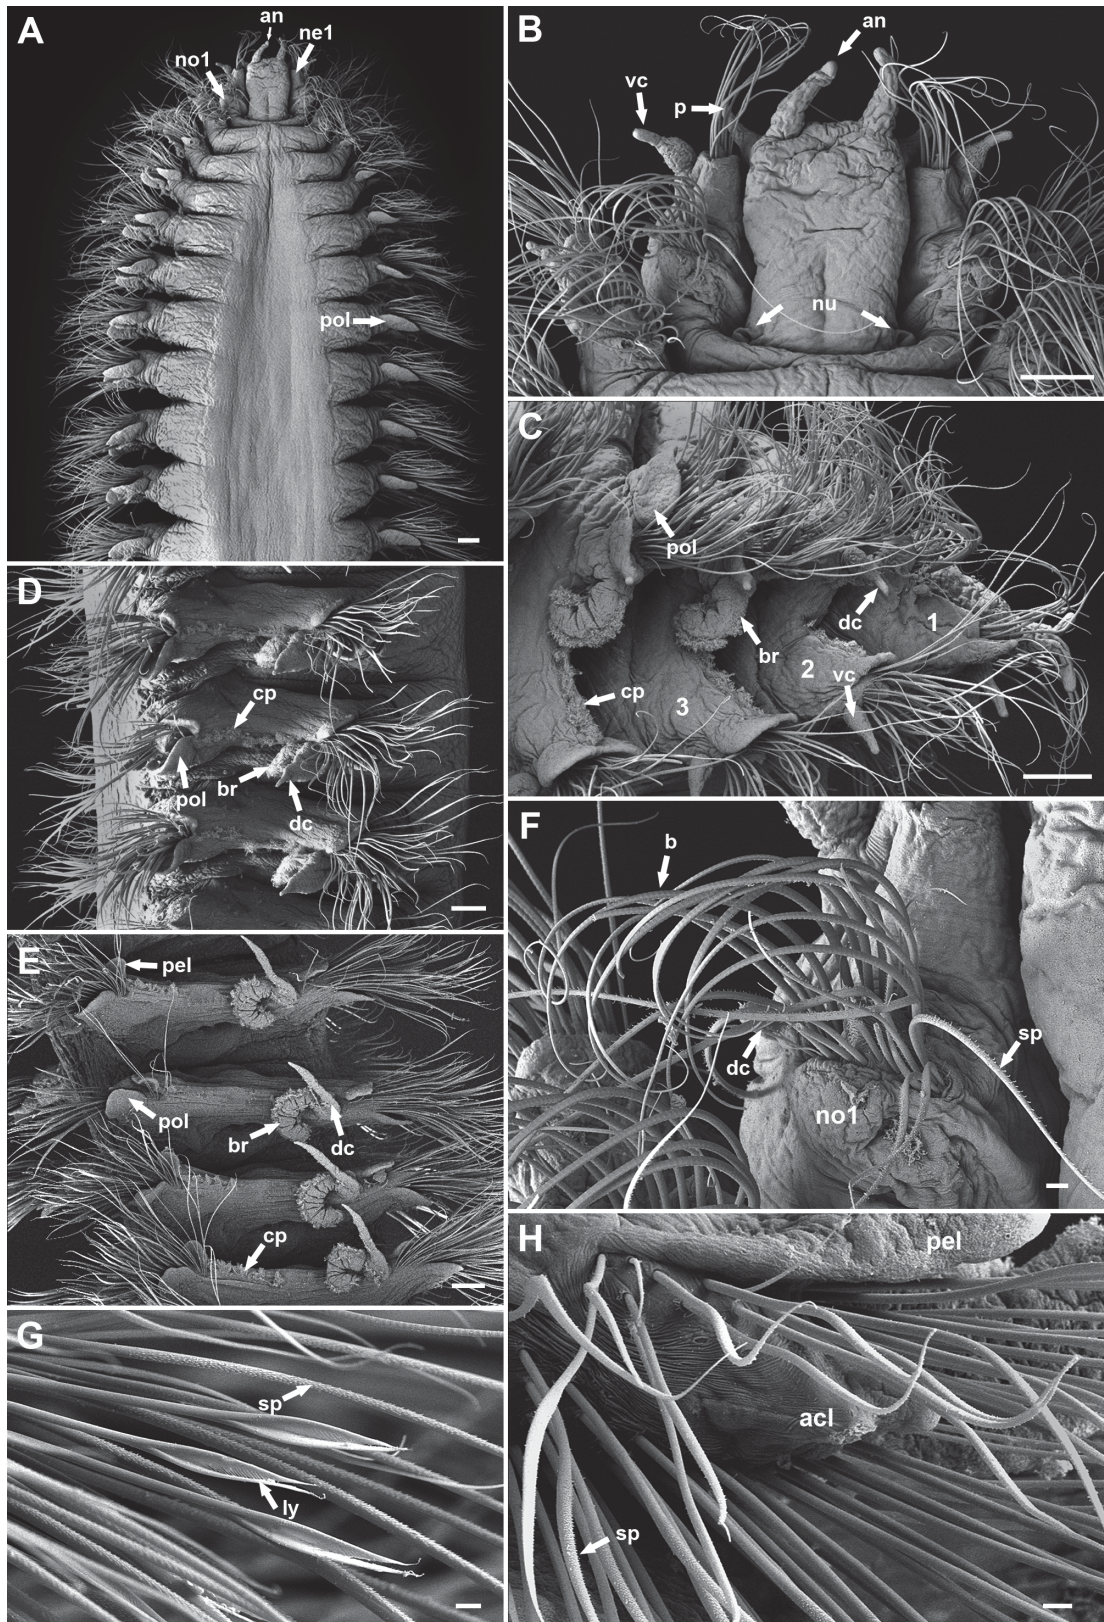 A
an
no1
ne1
pol
B
an
vc
p
nu
C
pol
dc
1
br
2
vc
cp
3
D
cp
pol
br
dc
E
pel
pol
br
dc
cp
F
b
dc
sp
no1
G
sp
ly
H
pel
acl
sp